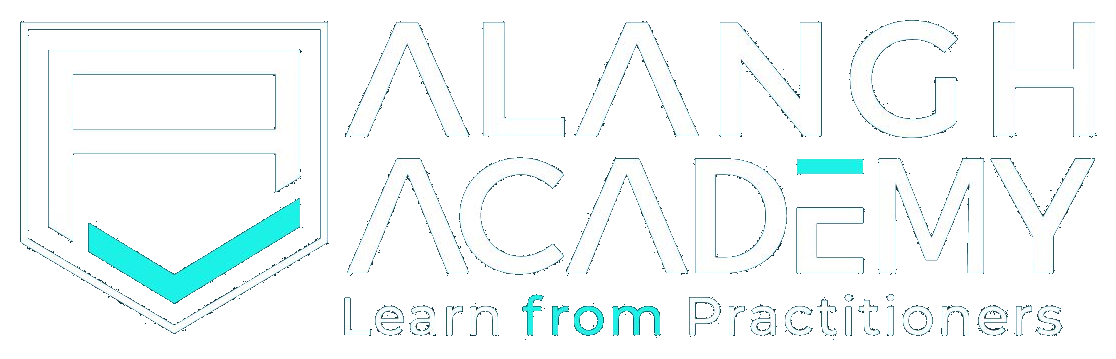 ALANGH
ACADEMY
Learn from Practitioners